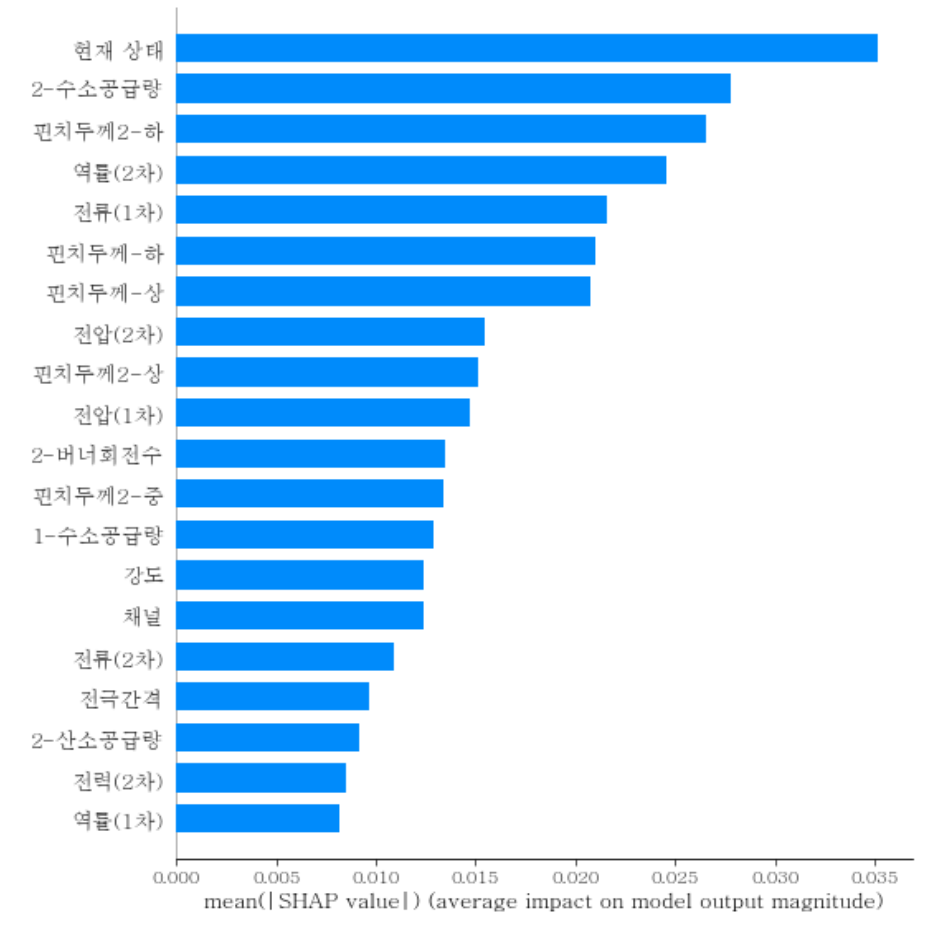 현재 상태
2-수소공급량
핀치두께2-하
역률(2차)
전류(1차)
핀치두께-하
핀치두께-상
전압(2차)
핀치두께2-상
전압(1차)
2-버너회전수
핀치두께2-중
1-수소공급량
강도
채널
전류(2차)
전극간격
2-산소공급량
전력(2차)
역률(1차)
0.000 0.005 0.010 0.015 0.020 0.025 0.030 0.035
mean(|SHAP value|) (average impact on model output magnitude)